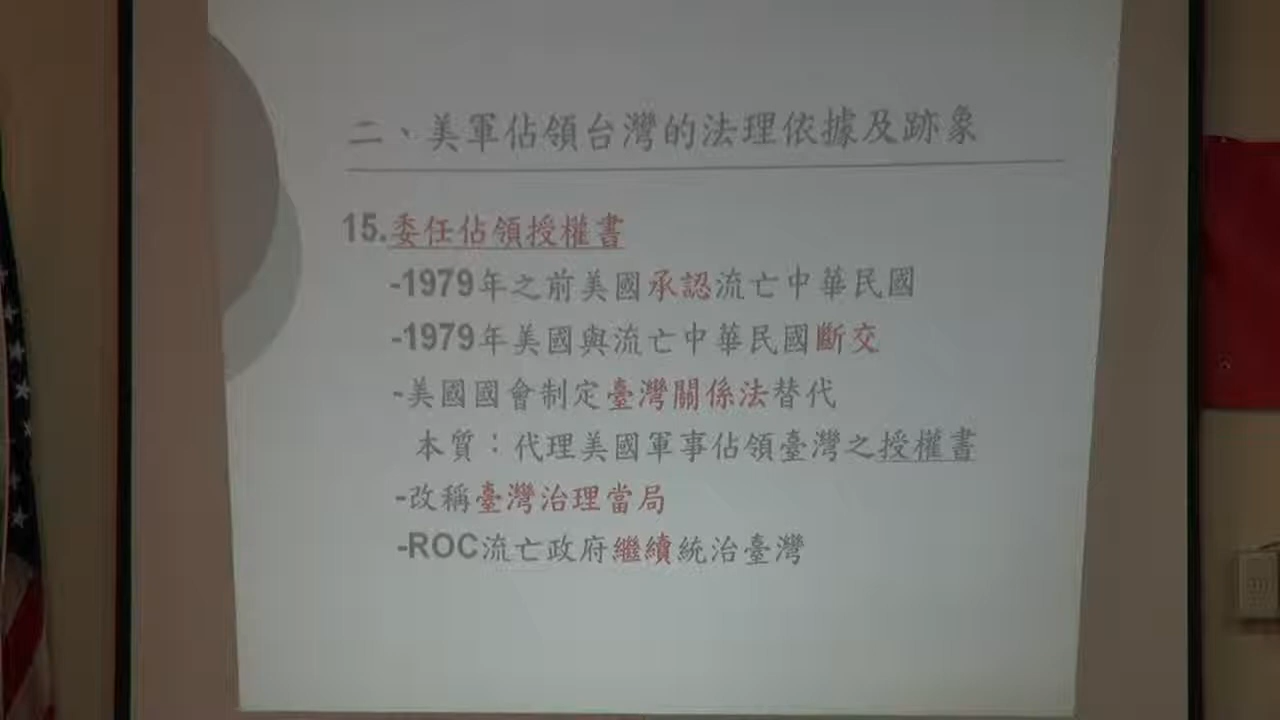 二、美軍佔領台灣的法理依據及跡象
15.委任佔領授權書
-1979年之前美國承認流亡中華民國
-1979年美國與流亡中華民國斷交
-美國國會制定臺灣關係法替代
本質：代理美國軍事佔領臺灣之授權書
-改稱臺灣治理當局
-ROC流亡政府繼續統治臺灣